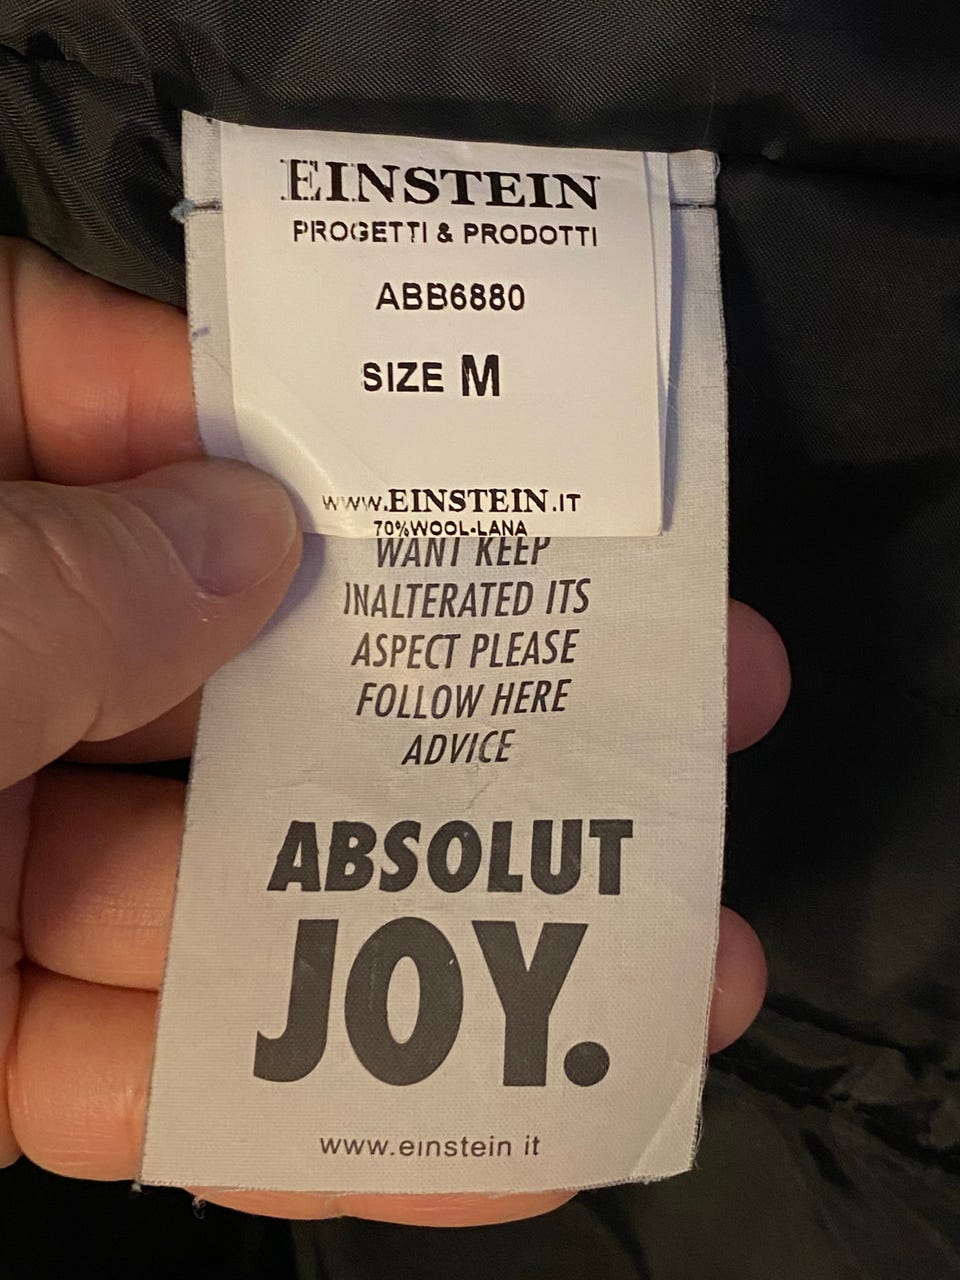 EINSTEIN
PROGETTI & PRODOTTI
ABB6880
SIZE M
www.EINSTEIN.IT
70%WOOL-LANA
WANT KEEP
INALTERATED ITS
ASPECT PLEASE
FOLLOW HERE
ADVICE
ABSOLUT
JOY.
www.einstein it